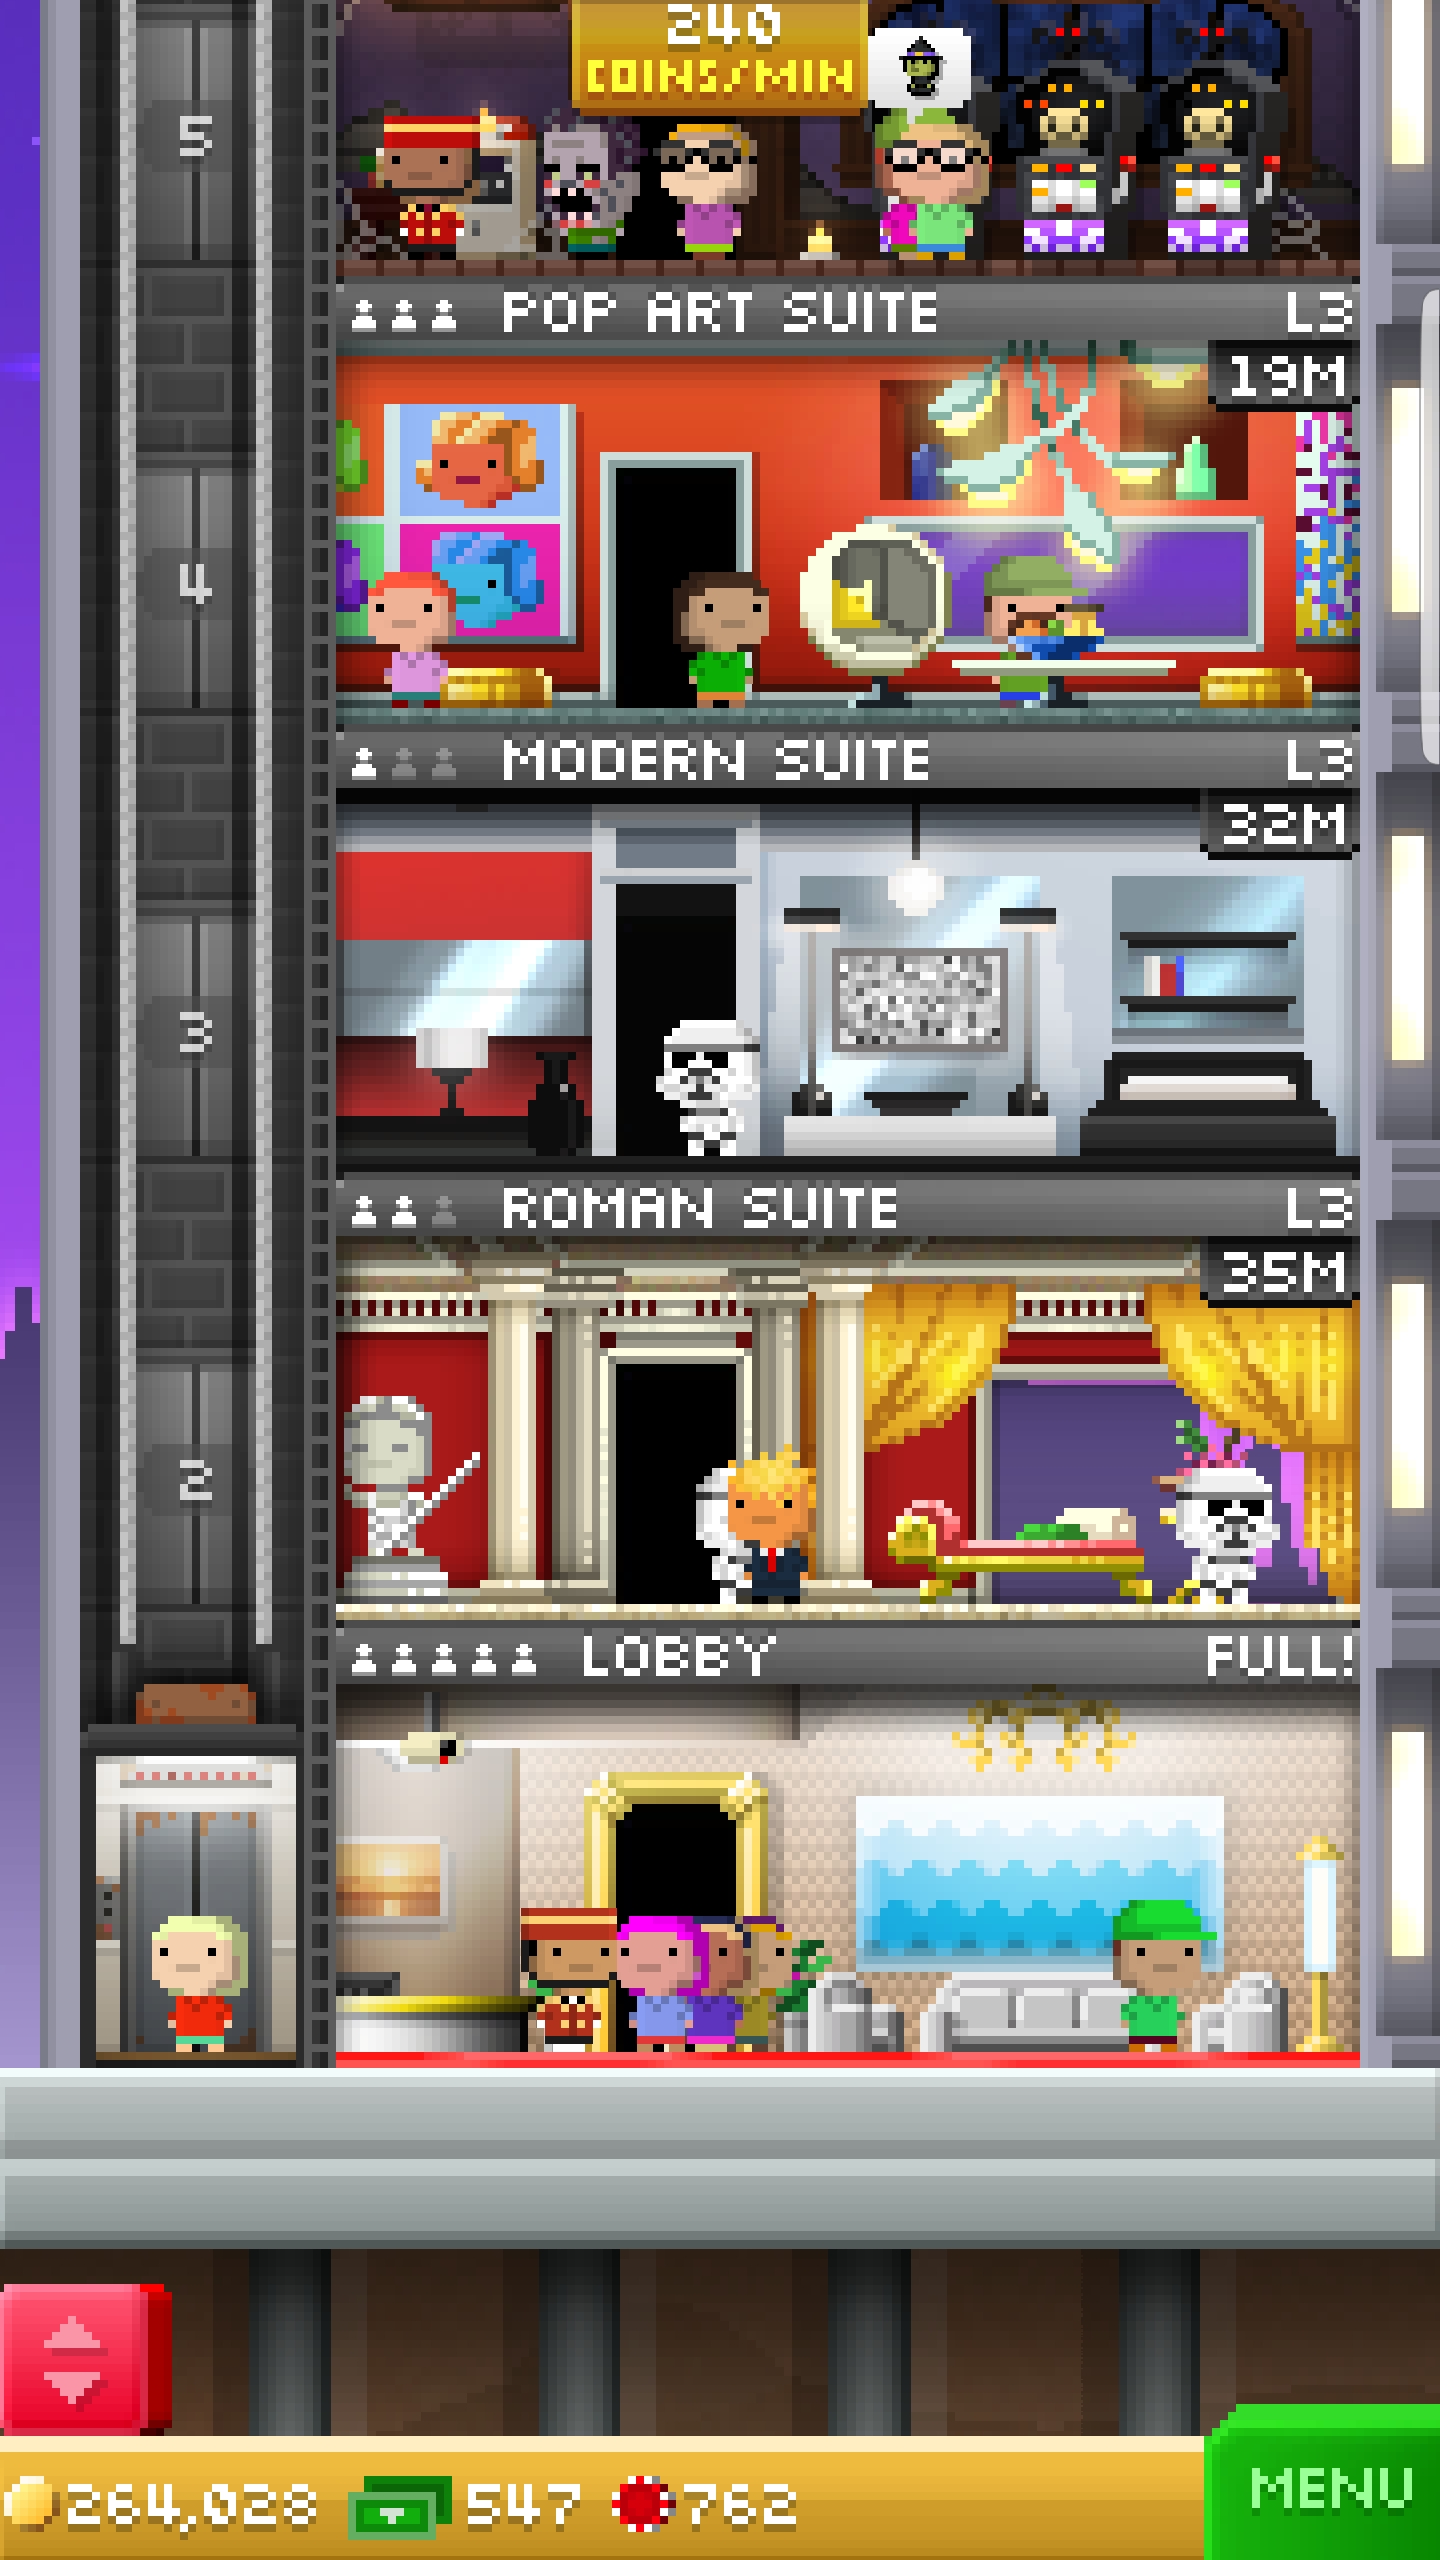 240
COINS/MIN
5
POP ART SUITE L3
19M
4
MODERN SUITE L3
32M
3
ROMAN SUITE L3
35M
2
LOBBY FULL!
264,028 547 762
MENU